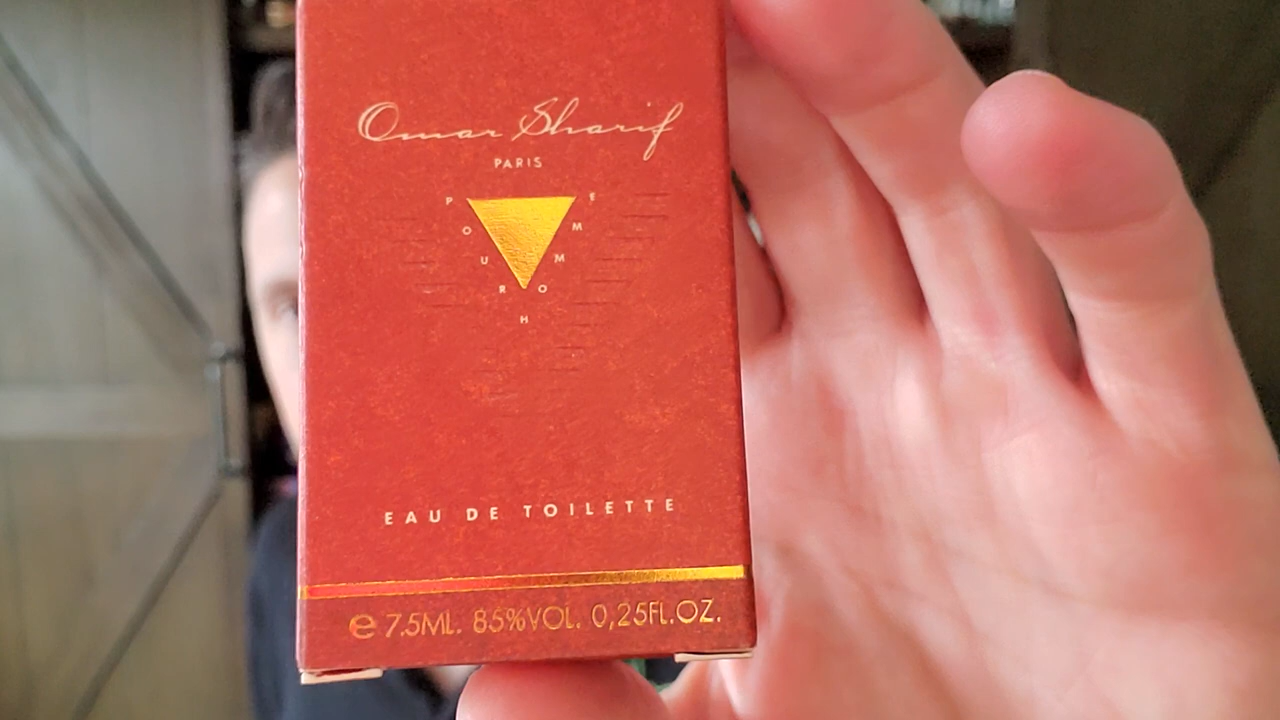 Omar Sharif
PARIS
POUR HOMME
EAU DE TOILETTE
e 7.5ML. 85%VOL. 0,25FL.OZ.